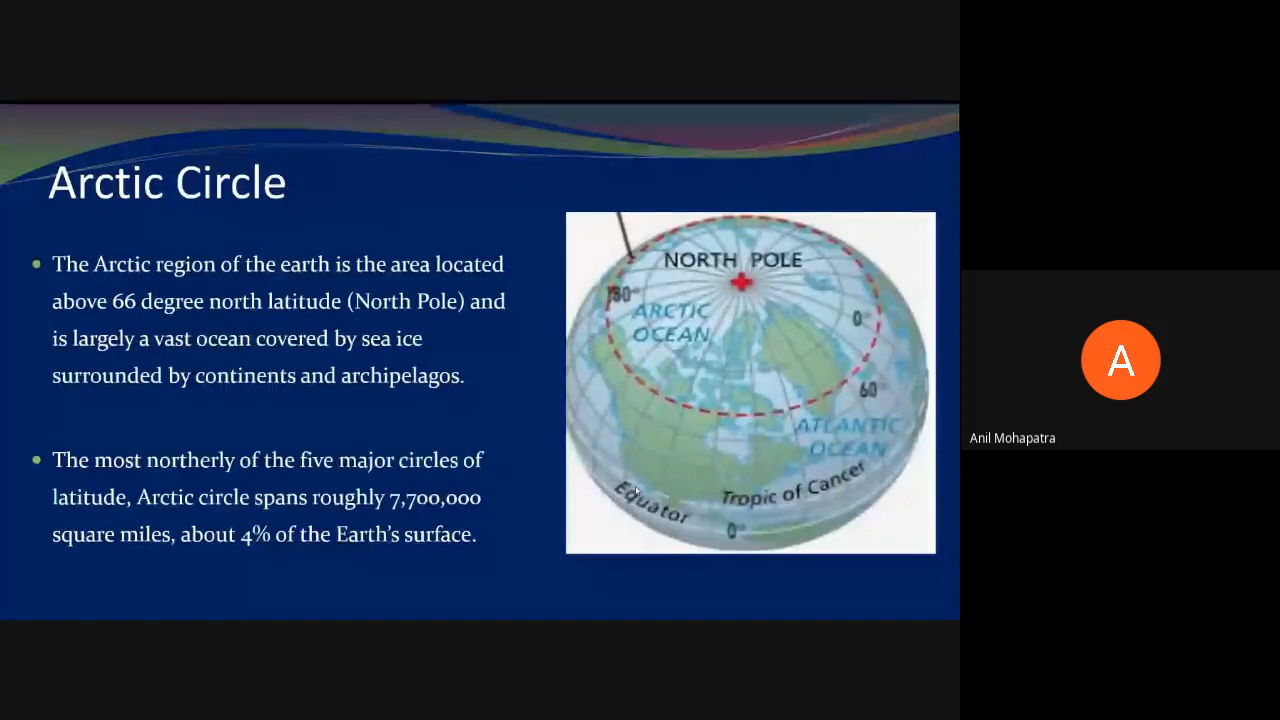 Arctic Circle
• The Arctic region of the earth is the area located
above 66 degree north latitude (North Pole) and
is largely a vast ocean covered by sea ice
surrounded by continents and archipelagos.
• The most northerly of the five major circles of
latitude, Arctic circle spans roughly 7,700,000
square miles, about 4% of the Earth's surface.
NORTH POLE
180°
ARCTIC
OCEAN
0°
60°
ATLANTIC
OCEAN
Tropic of Cancer
Equator
0°
A
Anil Mohapatra